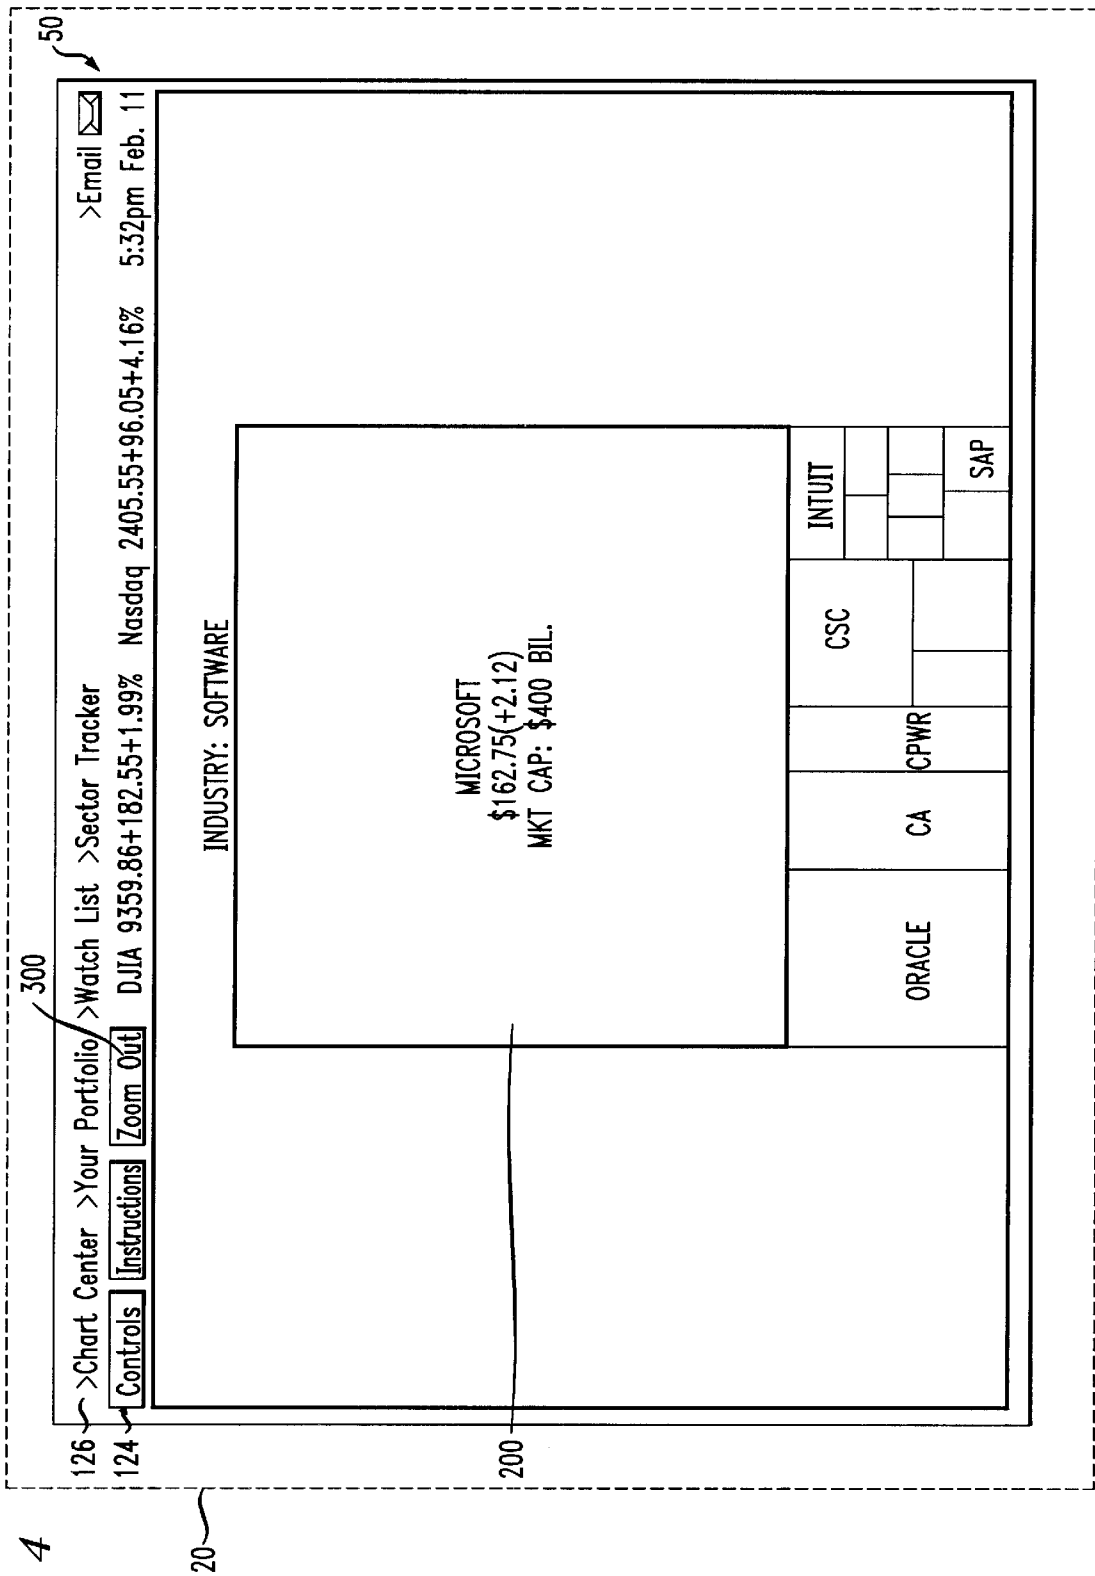 4
20
50
300
126 >Chart Center >Your Portfolio >Watch List >Sector Tracker >Email
124 Controls Instructions Zoom Out DJIA 9359.86+182.55+1.99% Nasdaq 2405.55+96.05+4.16% 5:32pm Feb. 11
INDUSTRY: SOFTWARE
MICROSOFT
$162.75(+2.12)
MKT CAP: $400 BIL.
200
ORACLE
CA
CPWR
CSC
INTUIT
SAP